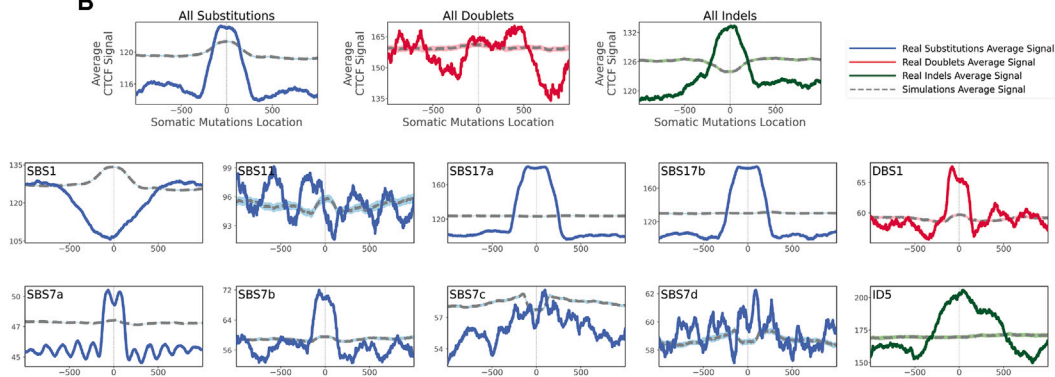 B
All Substitutions
All Doublets
All Indels
Average
CTCF Signal
120
116
−500 0 500
Somatic Mutations Location
Average
CTCF Signal
165
150
135
−500 0 500
Somatic Mutations Location
Average
CTCF Signal
132
126
120
−500 0 500
Somatic Mutations Location
Real Substitutions Average Signal
Real Doublets Average Signal
Real Indels Average Signal
Simulations Average Signal
SBS1
135
120
105
−500 0 500
SBS11
99
96
93
−500 0 500
SBS17a
160
120
−500 0 500
SBS17b
160
120
−500 0 500
DBS1
65
60
−500 0 500
SBS7a
50
47
45
−500 0 500
SBS7b
72
64
56
−500 0 500
SBS7c
57
54
−500 0 500
SBS7d
62
60
58
−500 0 500
ID5
200
175
150
−500 0 500